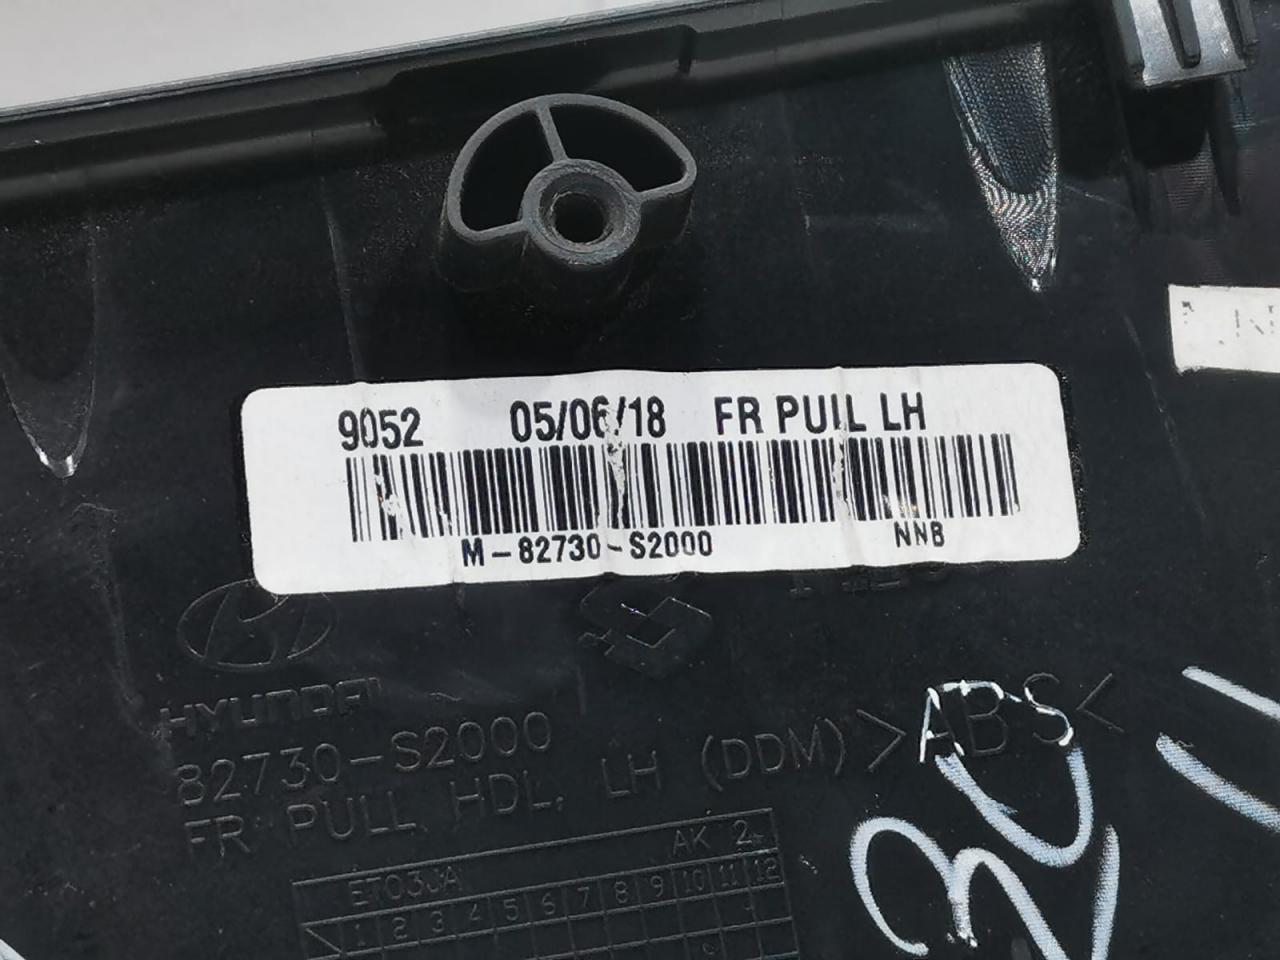 9052 05/06/18 FR PULL LH
M-82730-S2000 NNB
HYUNDAI
82730-S2000
FR PULL HDL, LH (DDM) >ABS<
AK 2
ET03JA
1 2 3 4 5 6 7 8 9 10 11 12